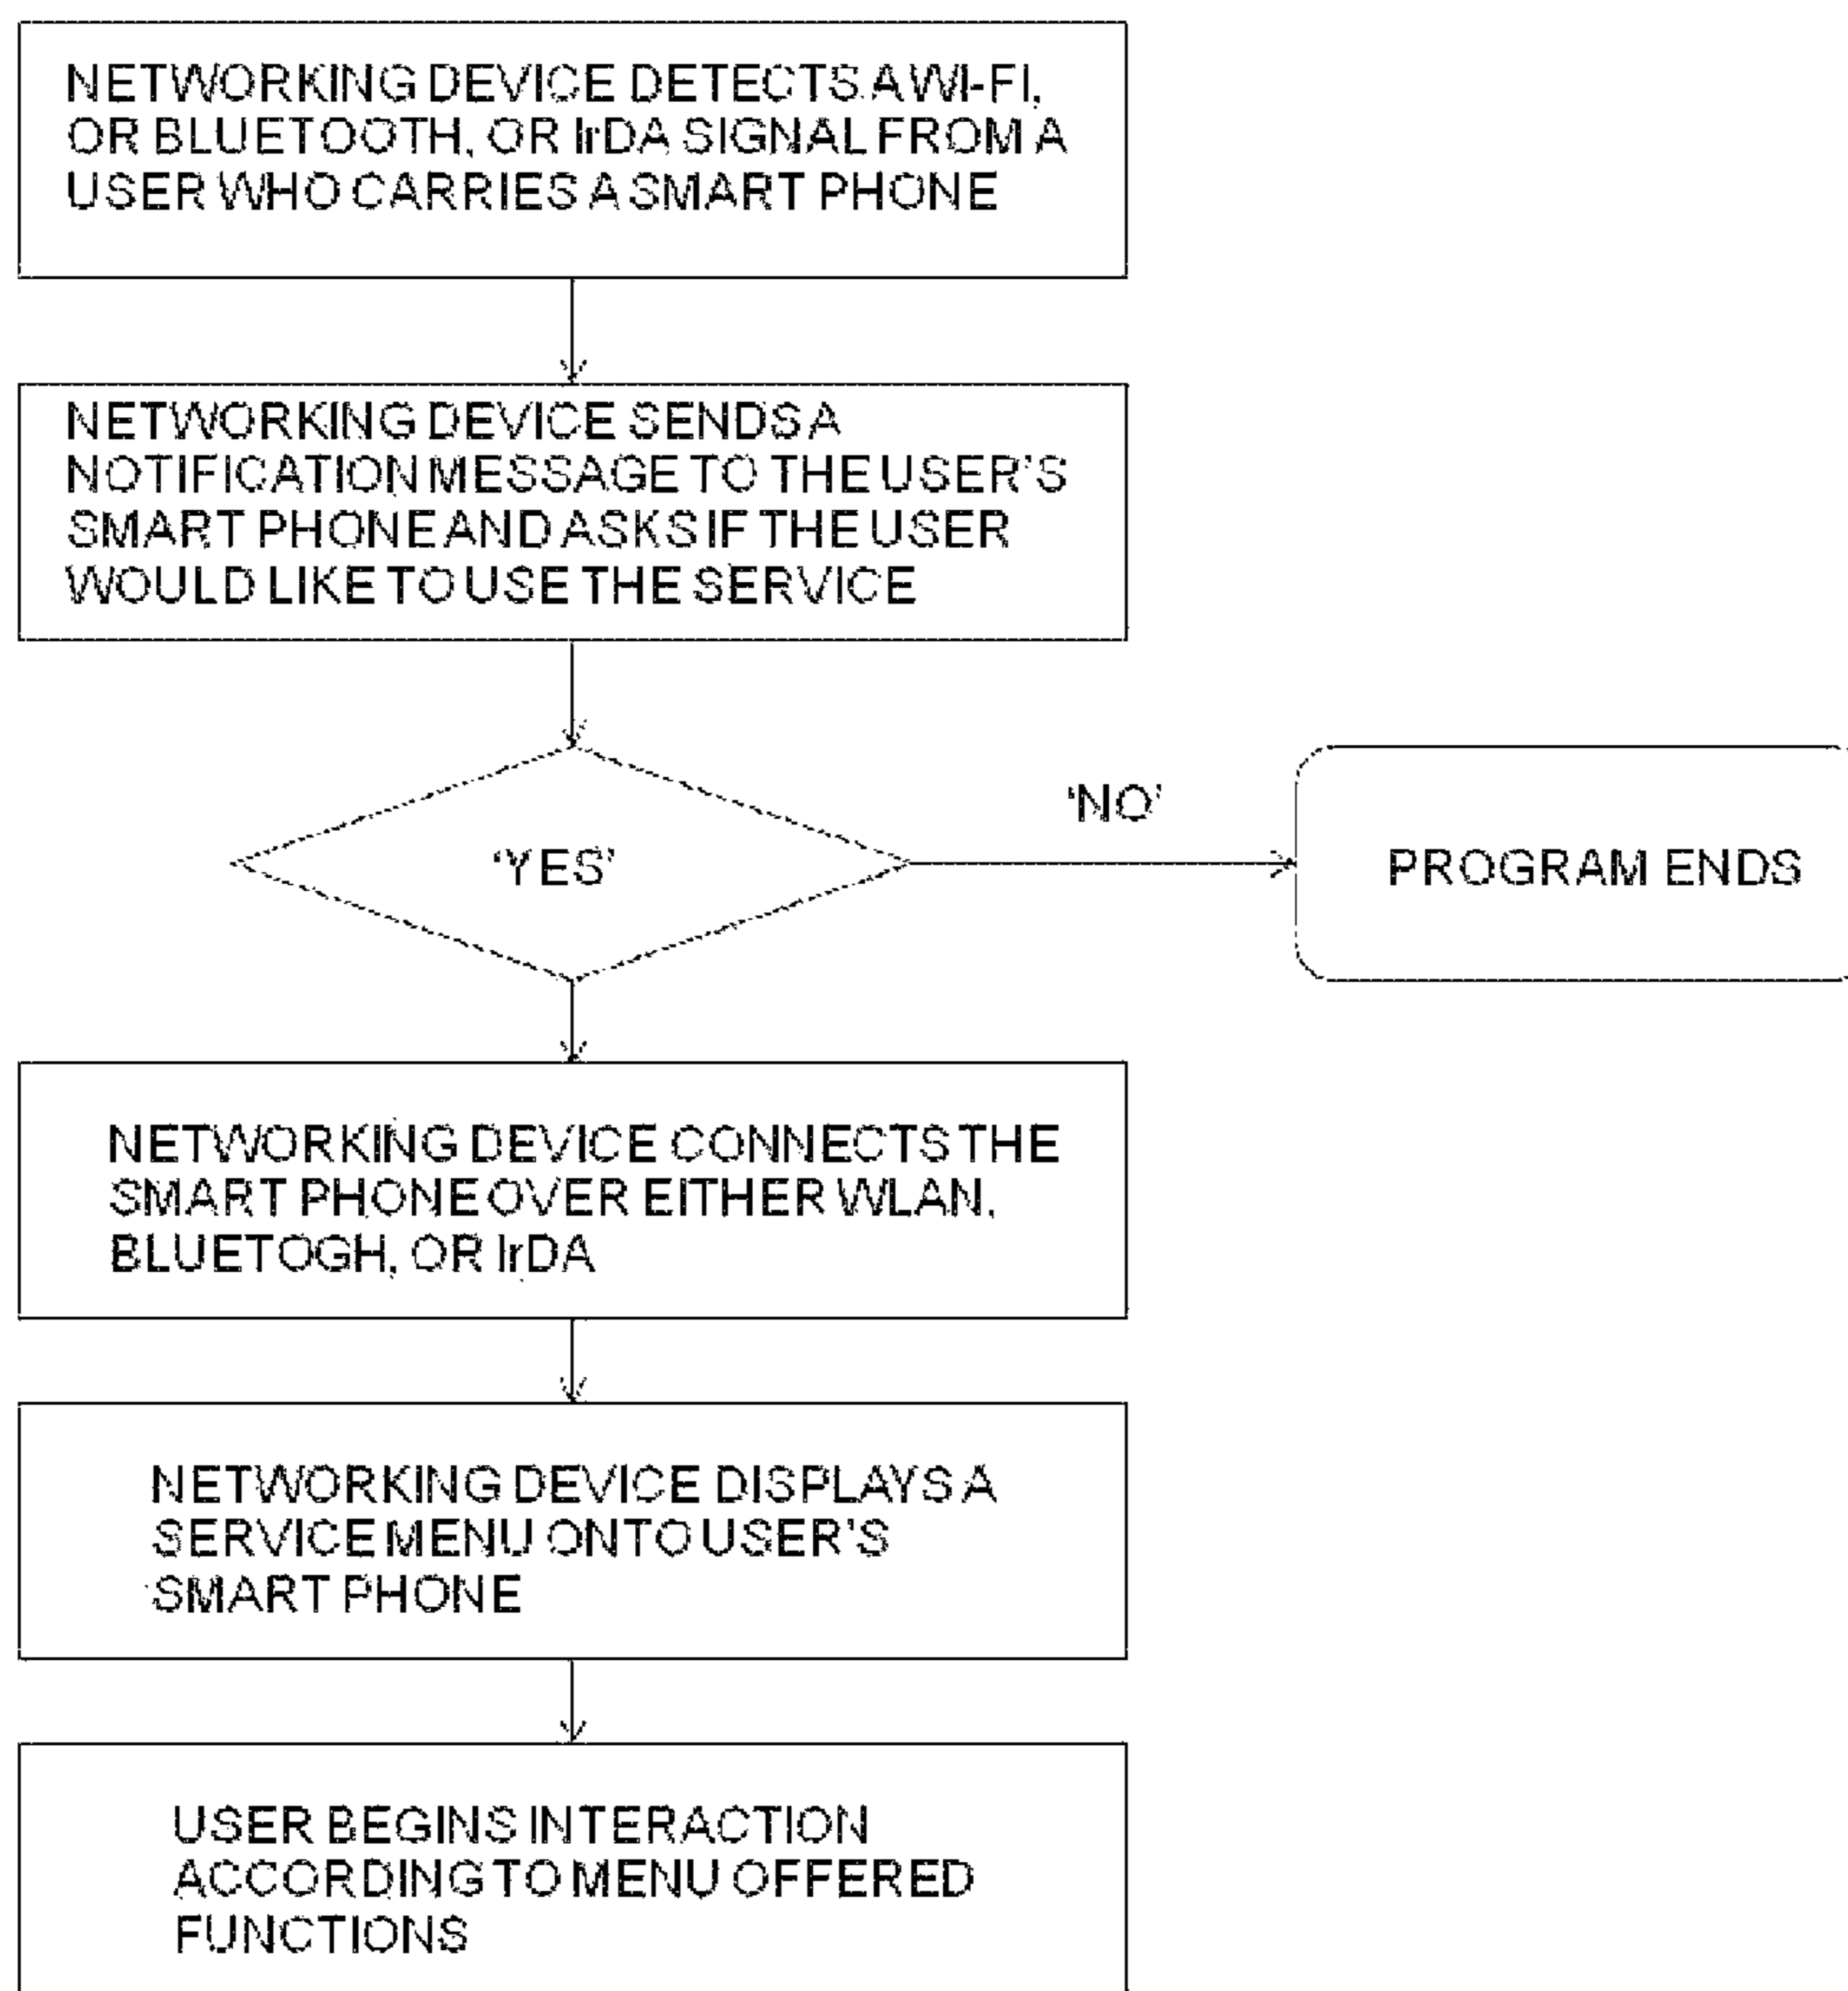 NETWORKING DEVICE DETECTS A WI-FI,
OR BLUETOOTH, OR IrDA SIGNAL FROM A
USER WHO CARRIES A SMART PHONE
NETWORKING DEVICE SENDS A
NOTIFICATION MESSAGE TO THE USER'S
SMART PHONE AND ASKS IF THE USER
WOULD LIKE TO USE THE SERVICE
'NO'
'YES'
PROGRAM ENDS
NETWORKING DEVICE CONNECTS THE
SMART PHONE OVER EITHER WLAN,
BLUETOGH, OR IrDA
NETWORKING DEVICE DISPLAYS A
SERVICE MENU ONTO USER'S
SMART PHONE
USER BEGINS INTERACTION
ACCORDING TO MENU OFFERED
FUNCTIONS